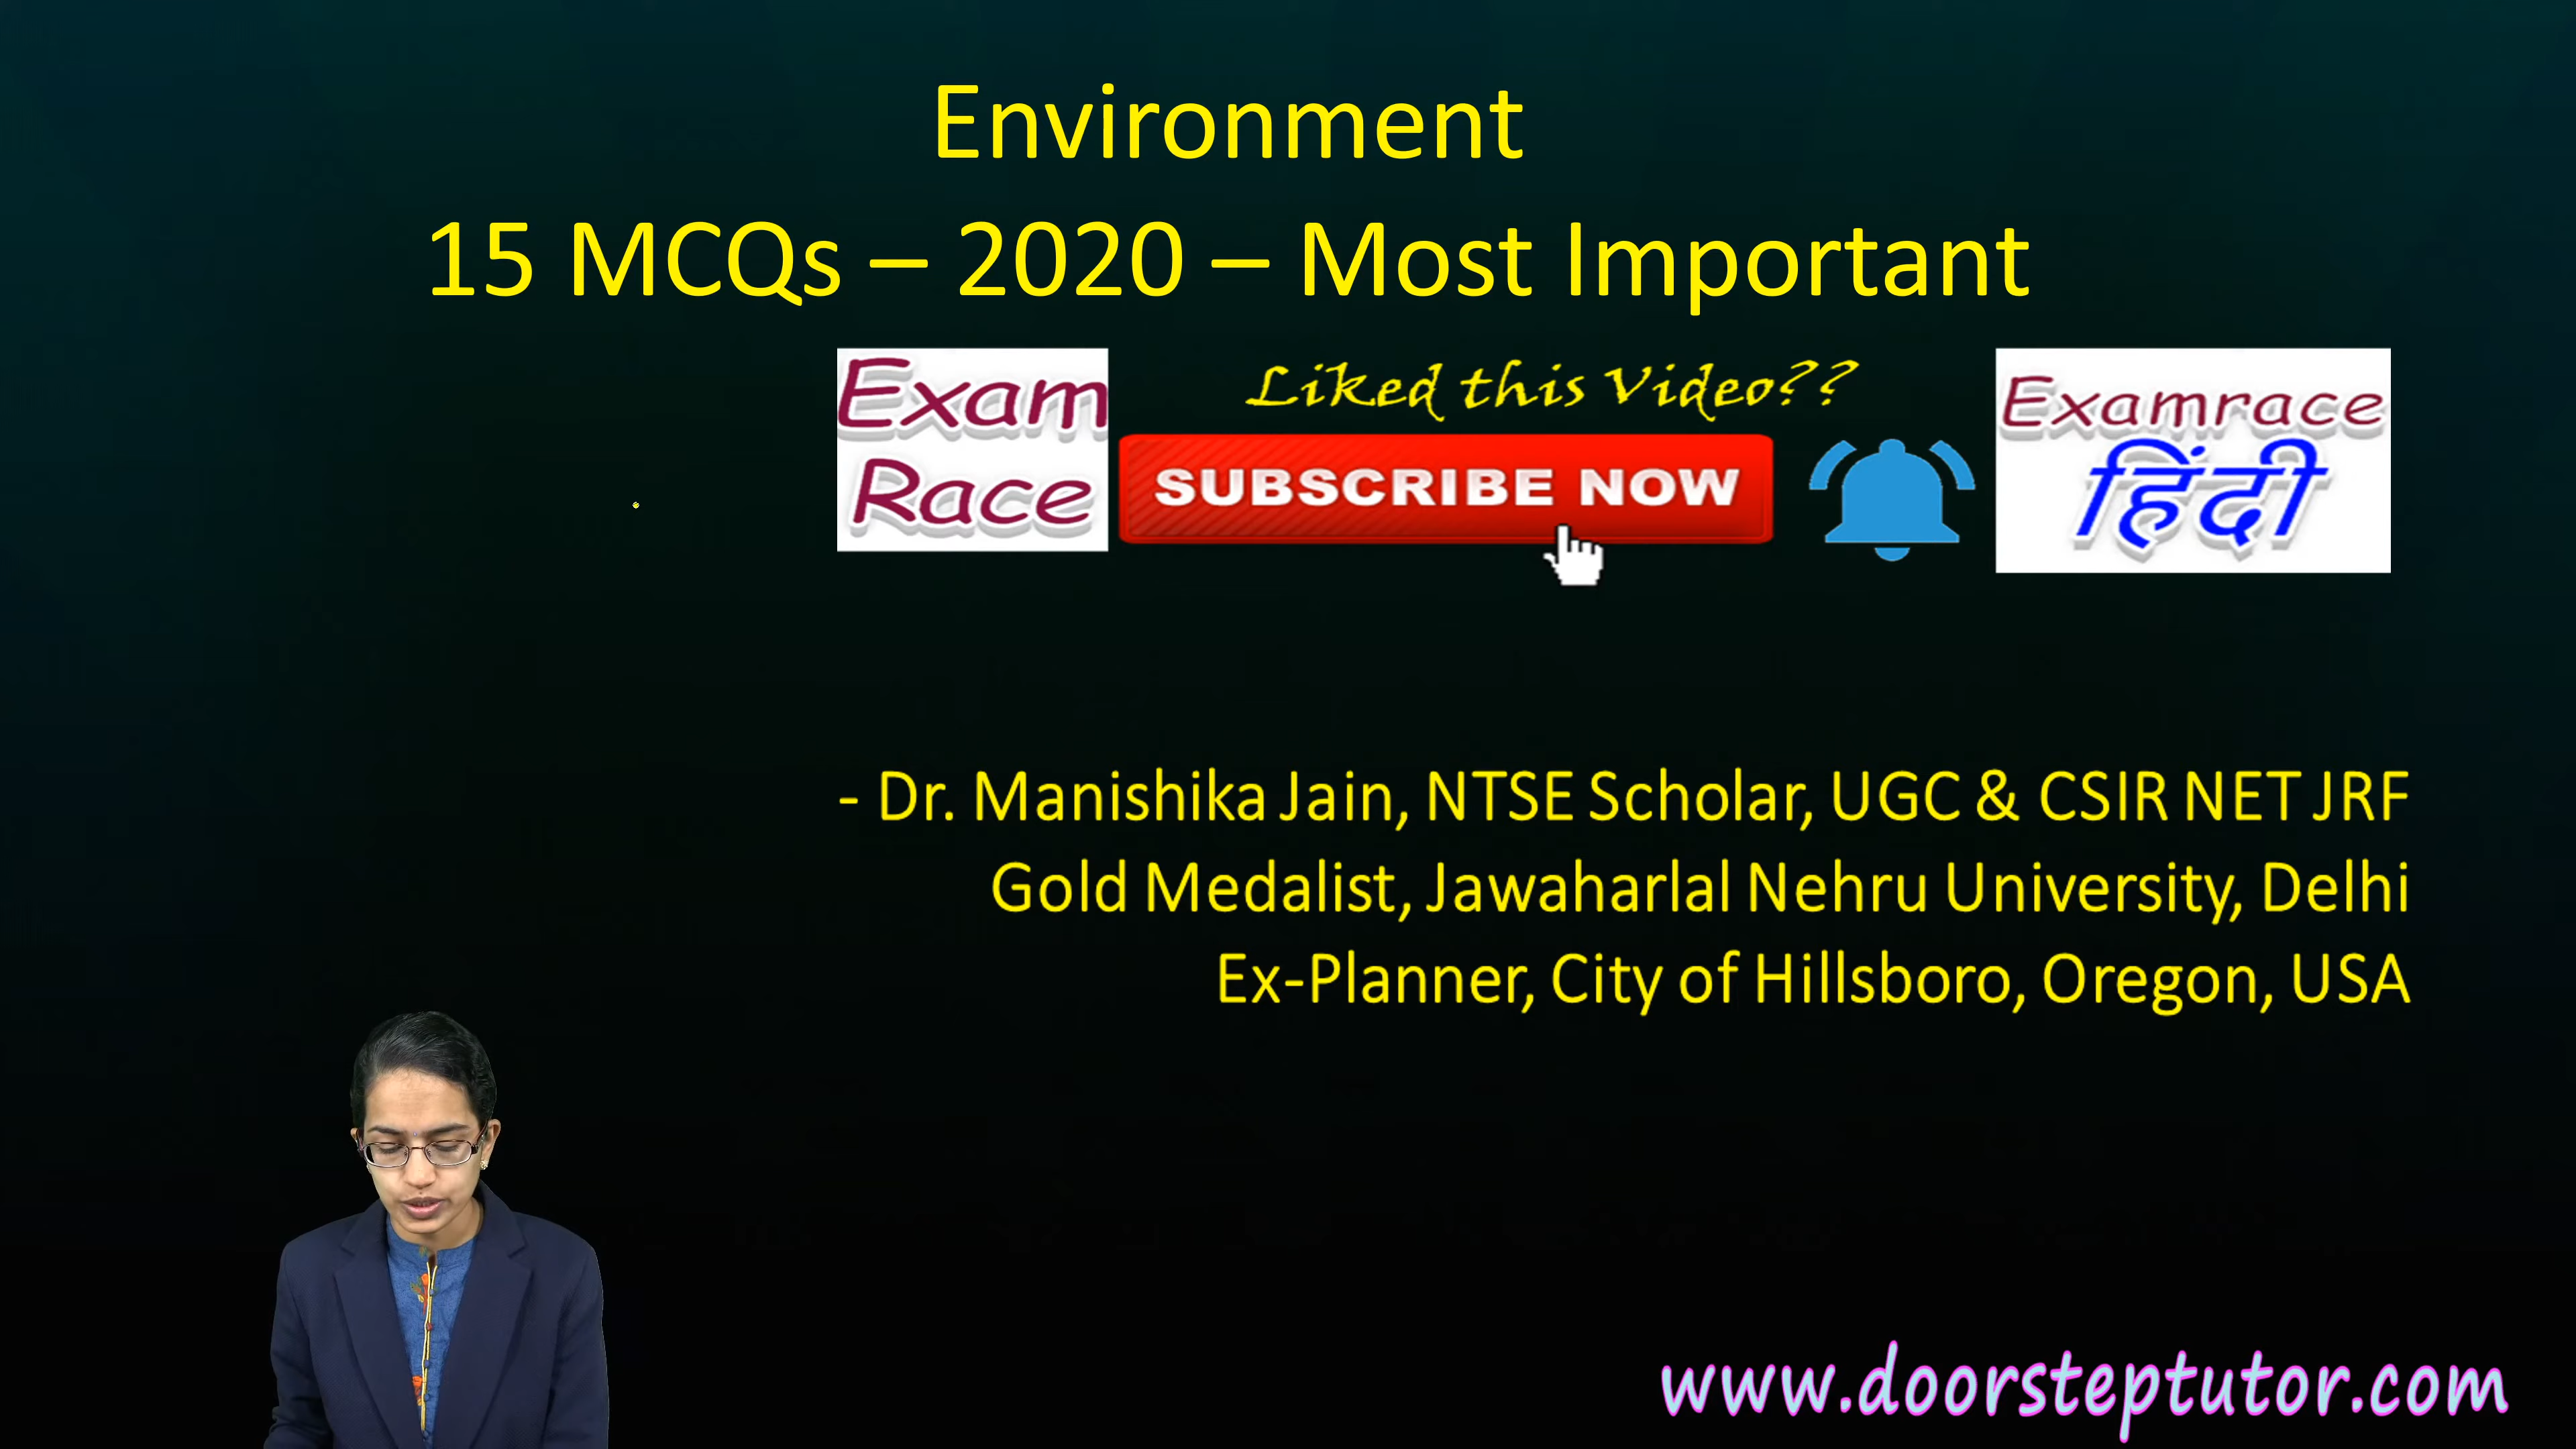 Environment
15 MCQs – 2020 – Most Important
Exam
Race
Liked this Video??
SUBSCRIBE NOW
Examrace
हिंदी
- Dr. Manishika Jain, NTSE Scholar, UGC & CSIR NET JRF
Gold Medalist, Jawaharlal Nehru University, Delhi
Ex-Planner, City of Hillsboro, Oregon, USA
www.doorsteptutor.com